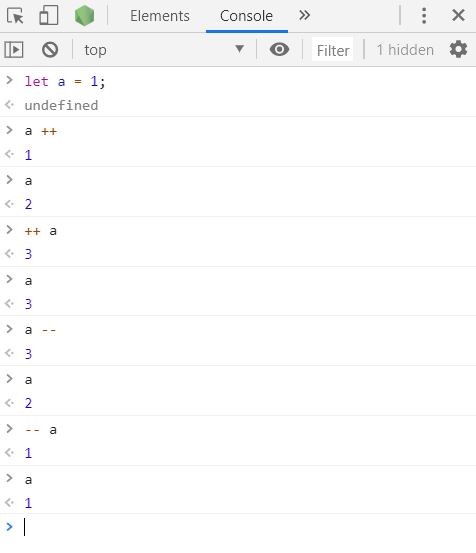 Elements Console
top Filter 1 hidden
let a = 1;
undefined
a ++
1
a
2
++ a
3
a
3
a --
3
a
2
-- a
1
a
1